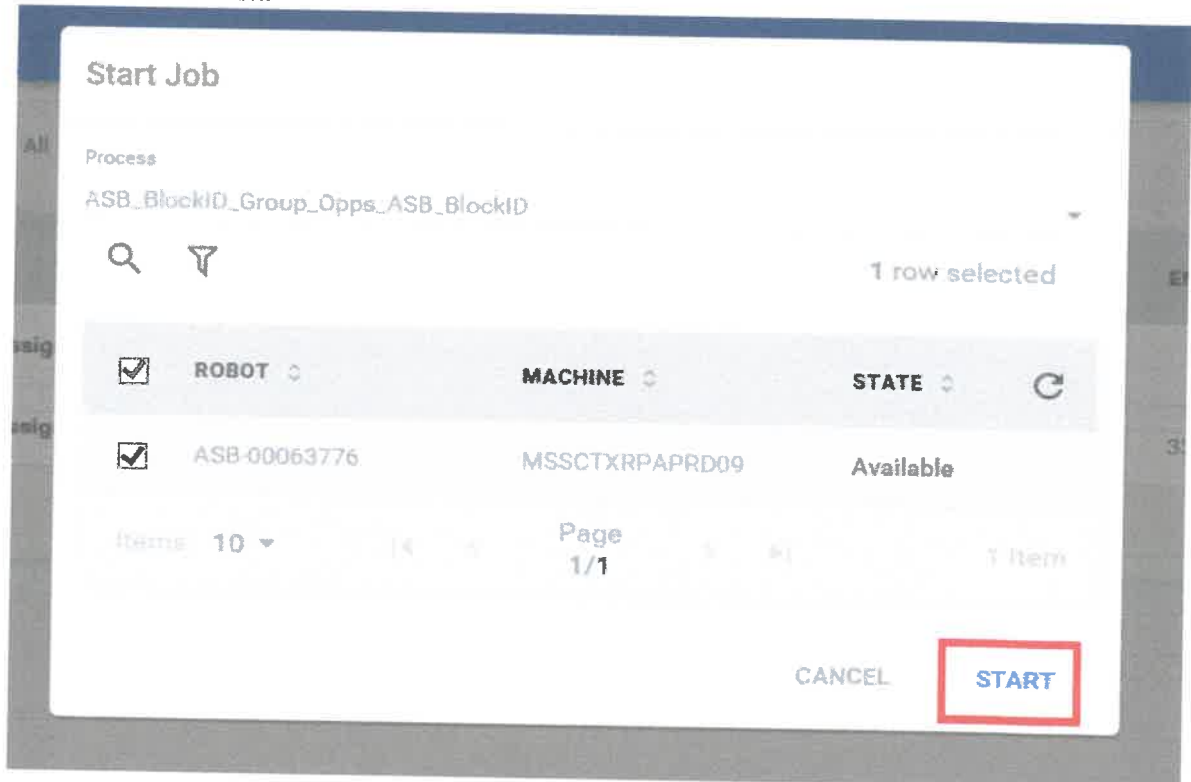 Start Job
All
Process
ASB_BlockID_Group_Opps_ASB_BlockID
1 row selected
ROBOT MACHINE STATE
ASB-00063776 MSSCTXRPAPRD09 Available
Items 10 Page 1 Item
1/1
CANCEL START